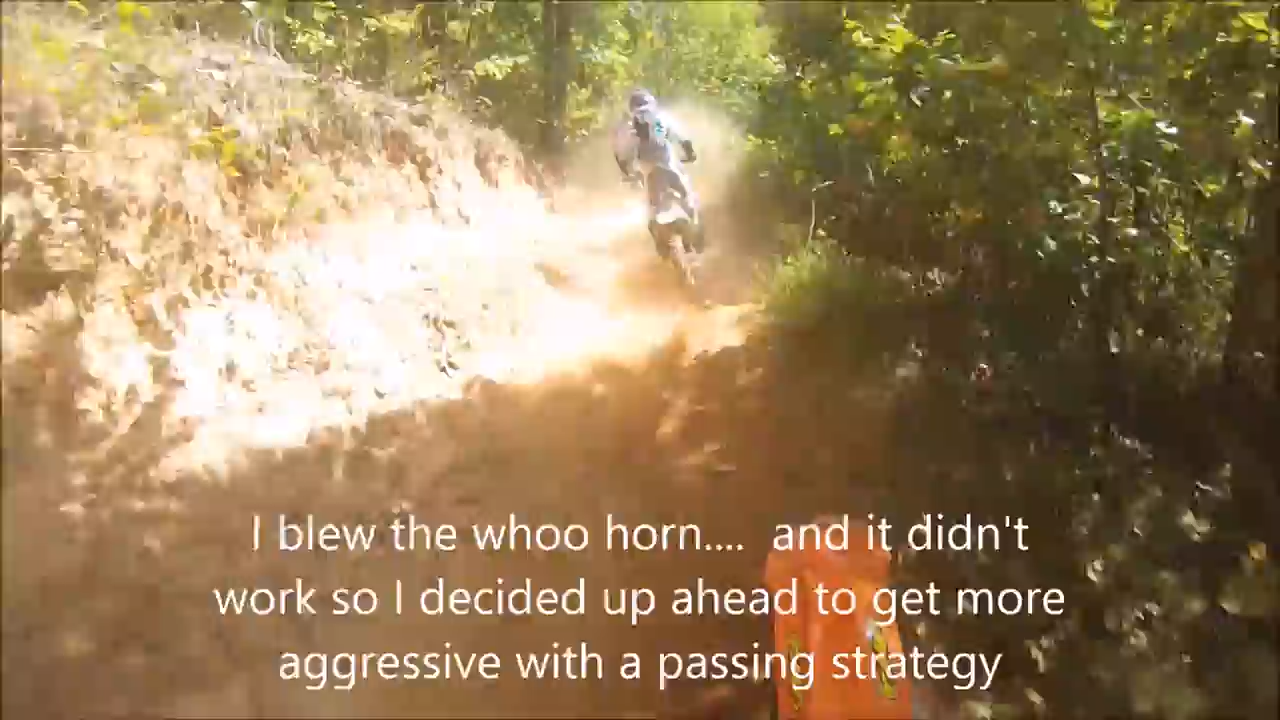 I blew the whoo horn....  and it didn't
work so I decided up ahead to get more
aggressive with a passing strategy